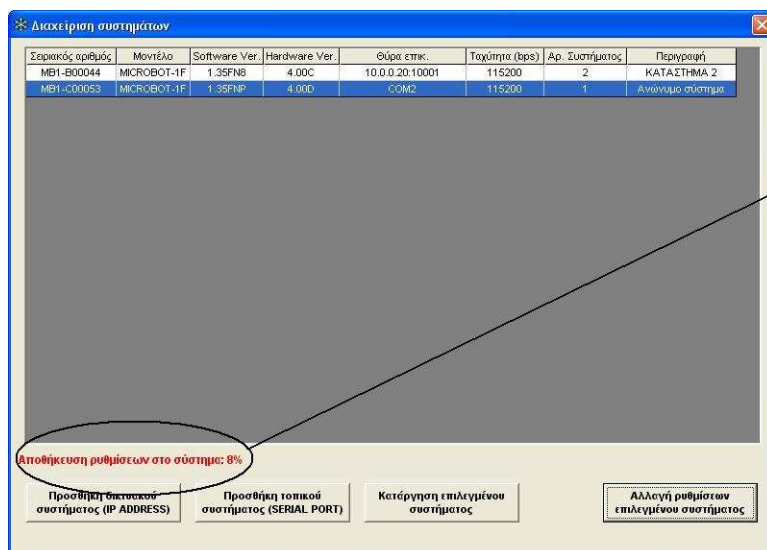 Διαχείριση συστημάτων
Σειριακός αριθμός Μοντέλο Software Ver. Hardware Ver. Θύρα επικ. Ταχύτητα (bps) Αρ. Συστήματος Περιγραφή
MB1-B00044 MICROBOT-1F 1.35FN8 4.00C 10.0.0.20:10001 115200 2 ΚΑΤΑΣΤΗΜΑ 2
MB1-C00053 MICROBOT-1F 1.35FNP 4.00D COM2 115200 1 Ανώνυμο σύστημα
Αποθήκευση ρυθμίσεων στο σύστημα: 8%
Προσθήκη δικτυακού
συστήματος (IP ADDRESS)
Προσθήκη τοπικού
συστήματος (SERIAL PORT)
Κατάργηση επιλεγμένου
συστήματος
Αλλαγή ρυθμίσεων
επιλεγμένου συστήματος